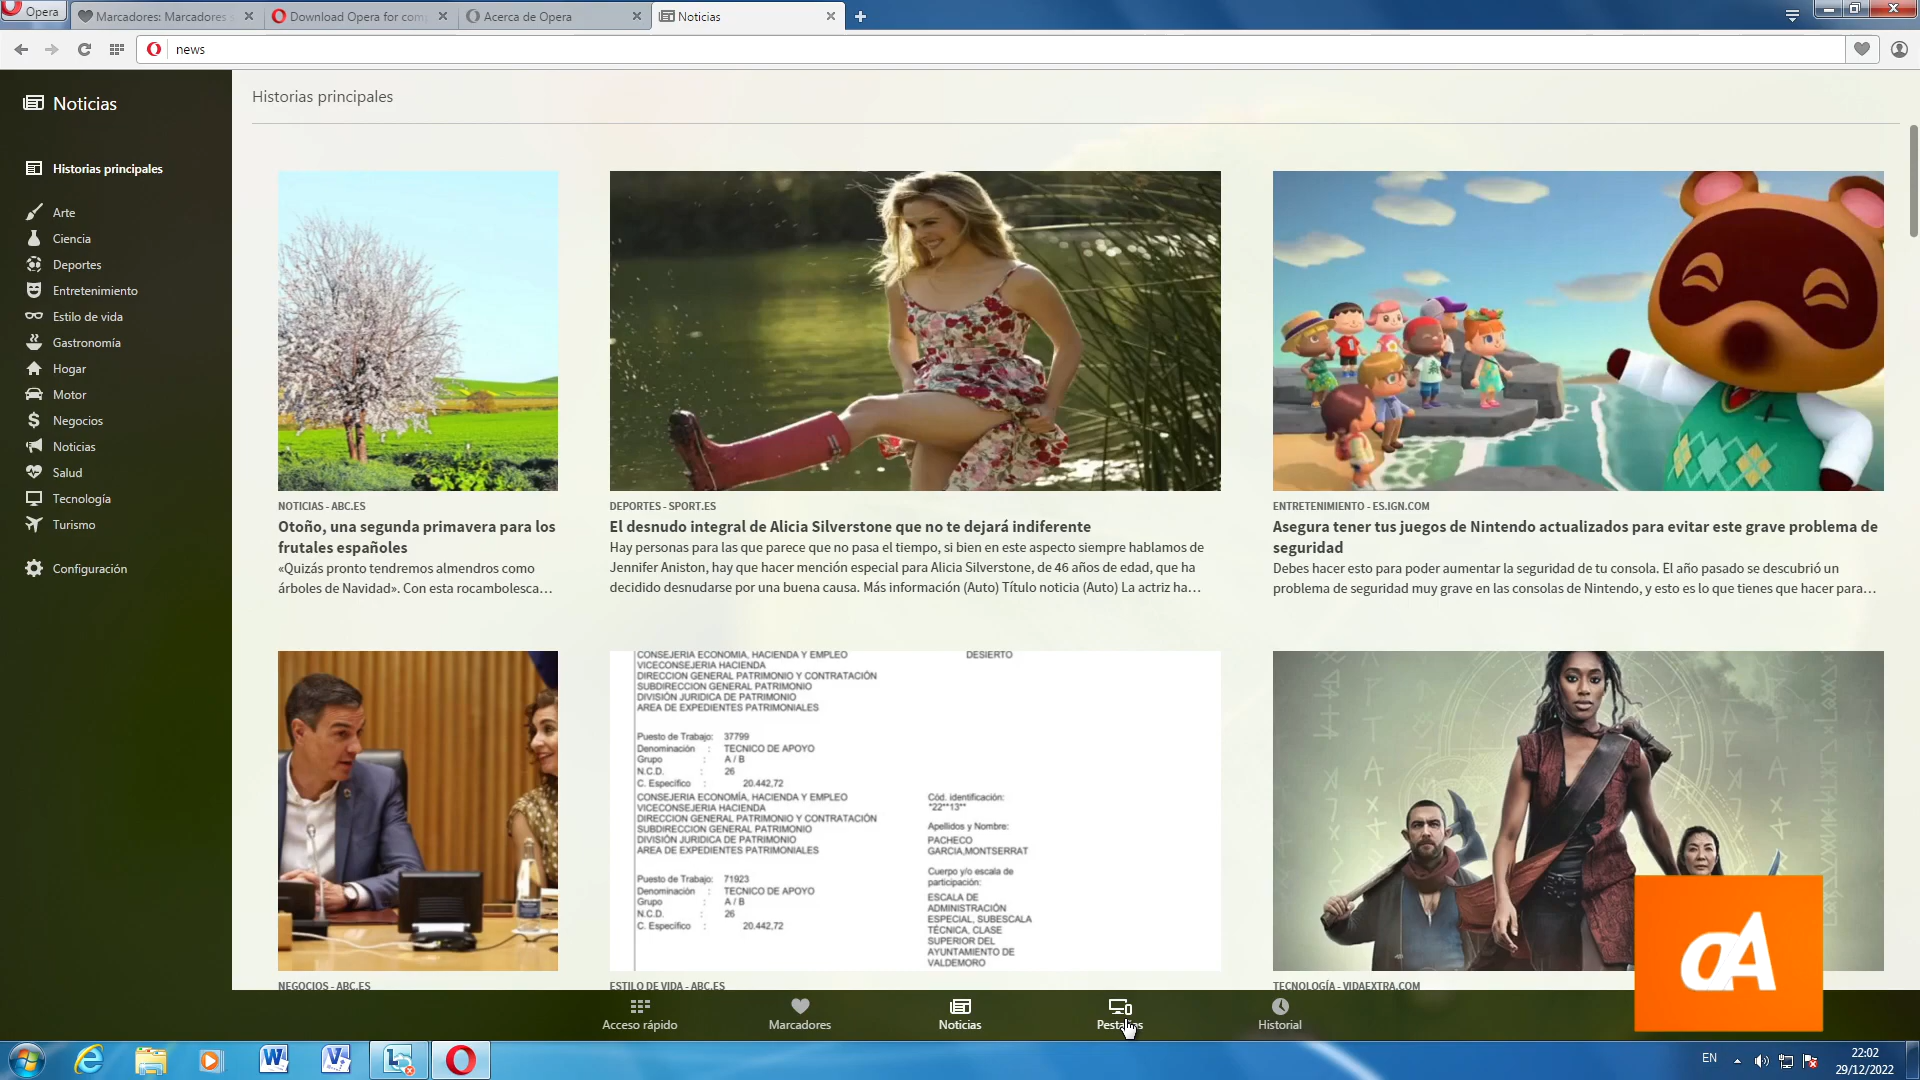 Opera
Marcadores: Marcadores s
Download Opera for com
Acerca de Opera
Noticias
news
Noticias
Historias principales
Arte
Ciencia
Deportes
Entretenimiento
Estilo de vida
Gastronomía
Hogar
Motor
Negocios
Noticias
Salud
Tecnología
Turismo
Configuración
Historias principales
NOTICIAS - ABC.ES
Otoño, una segunda primavera para los
frutales españoles
«Quizás pronto tendremos almendros como
árboles de Navidad». Con esta rocambolesca…
DEPORTES - SPORT.ES
El desnudo integral de Alicia Silverstone que no te dejará indiferente
Hay personas para las que parece que no pasa el tiempo, si bien en este aspecto siempre hablamos de
Jennifer Aniston, hay que hacer mención especial para Alicia Silverstone, de 46 años de edad, que ha
decidido desnudarse por una buena causa. Más información (Auto) Título noticia (Auto) La actriz ha…
ENTRETENIMIENTO - ES.IGN.COM
Asegura tener tus juegos de Nintendo actualizados para evitar este grave problema de
seguridad
Debes hacer esto para poder aumentar la seguridad de tu consola. El año pasado se descubrió un
problema de seguridad muy grave en las consolas de Nintendo, y esto es lo que tienes que hacer para…
NEGOCIOS - ABC.ES
CONSEJERIA ECONOMIA, HACIENDA Y EMPLEO
VICECONSEJERIA HACIENDA
DIRECCION GENERAL PATRIMONIO Y CONTRATACIÓN
SUBDIRECCION GENERAL PATRIMONIO
DIVISIÓN JURIDICA DE PATRIMONIO
AREA DE EXPEDIENTES PATRIMONIALES
DESIERTO
Puesto de Trabajo: 37799
Denominación : TECNICO DE APOYO
Grupo : A / B
N.C.D. : 26
C. Específico : 20.442,72
CONSEJERIA ECONOMÍA, HACIENDA Y EMPLEO
VICECONSEJERIA HACIENDA
DIRECCION GENERAL PATRIMONIO Y CONTRATACIÓN
SUBDIRECCION GENERAL PATRIMONIO
DIVISIÓN JURIDICA DE PATRIMONIO
AREA DE EXPEDIENTES PATRIMONIALES
Puesto de Trabajo: 71923
Denominación : TECNICO DE APOYO
Grupo : A / B
N.C.D. : 26
C. Específico : 20.442,72
Cód. identificación:
*22**13**
Apellidos y Nombre:
PACHECO
GARCIA,MONTSERRAT
Cuerpo y/o escala de
participación:
ESCALA DE
ADMINISTRACIÓN
ESPECIAL, SUBESCALA
TÉCNICA, CLASE
SUPERIOR DEL
AYUNTAMIENTO DE
VALDEMORO
ESTILO DE VIDA - ABC.ES
TECNOLOGÍA - VIDAEXTRA.COM
Acceso rápido
Marcadores
Noticias
Historial
EN
22:02
29/12/2022